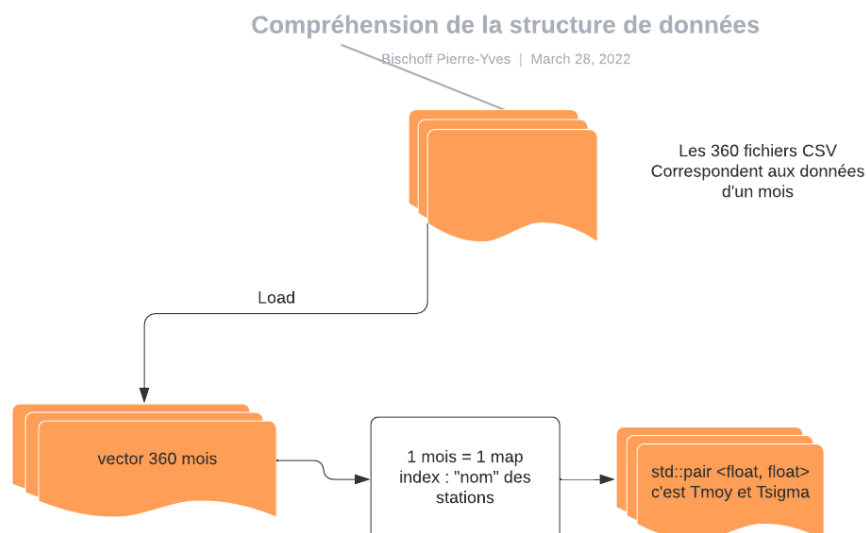 Compréhension de la structure de données
Bischoff Pierre-Yves | March 28, 2022
Les 360 fichiers CSV
Correspondent aux données
d'un mois
Load
vector 360 mois
1 mois = 1 map
index : "nom" des
stations
std::pair <float, float>
c'est Tmoy et Tsigma